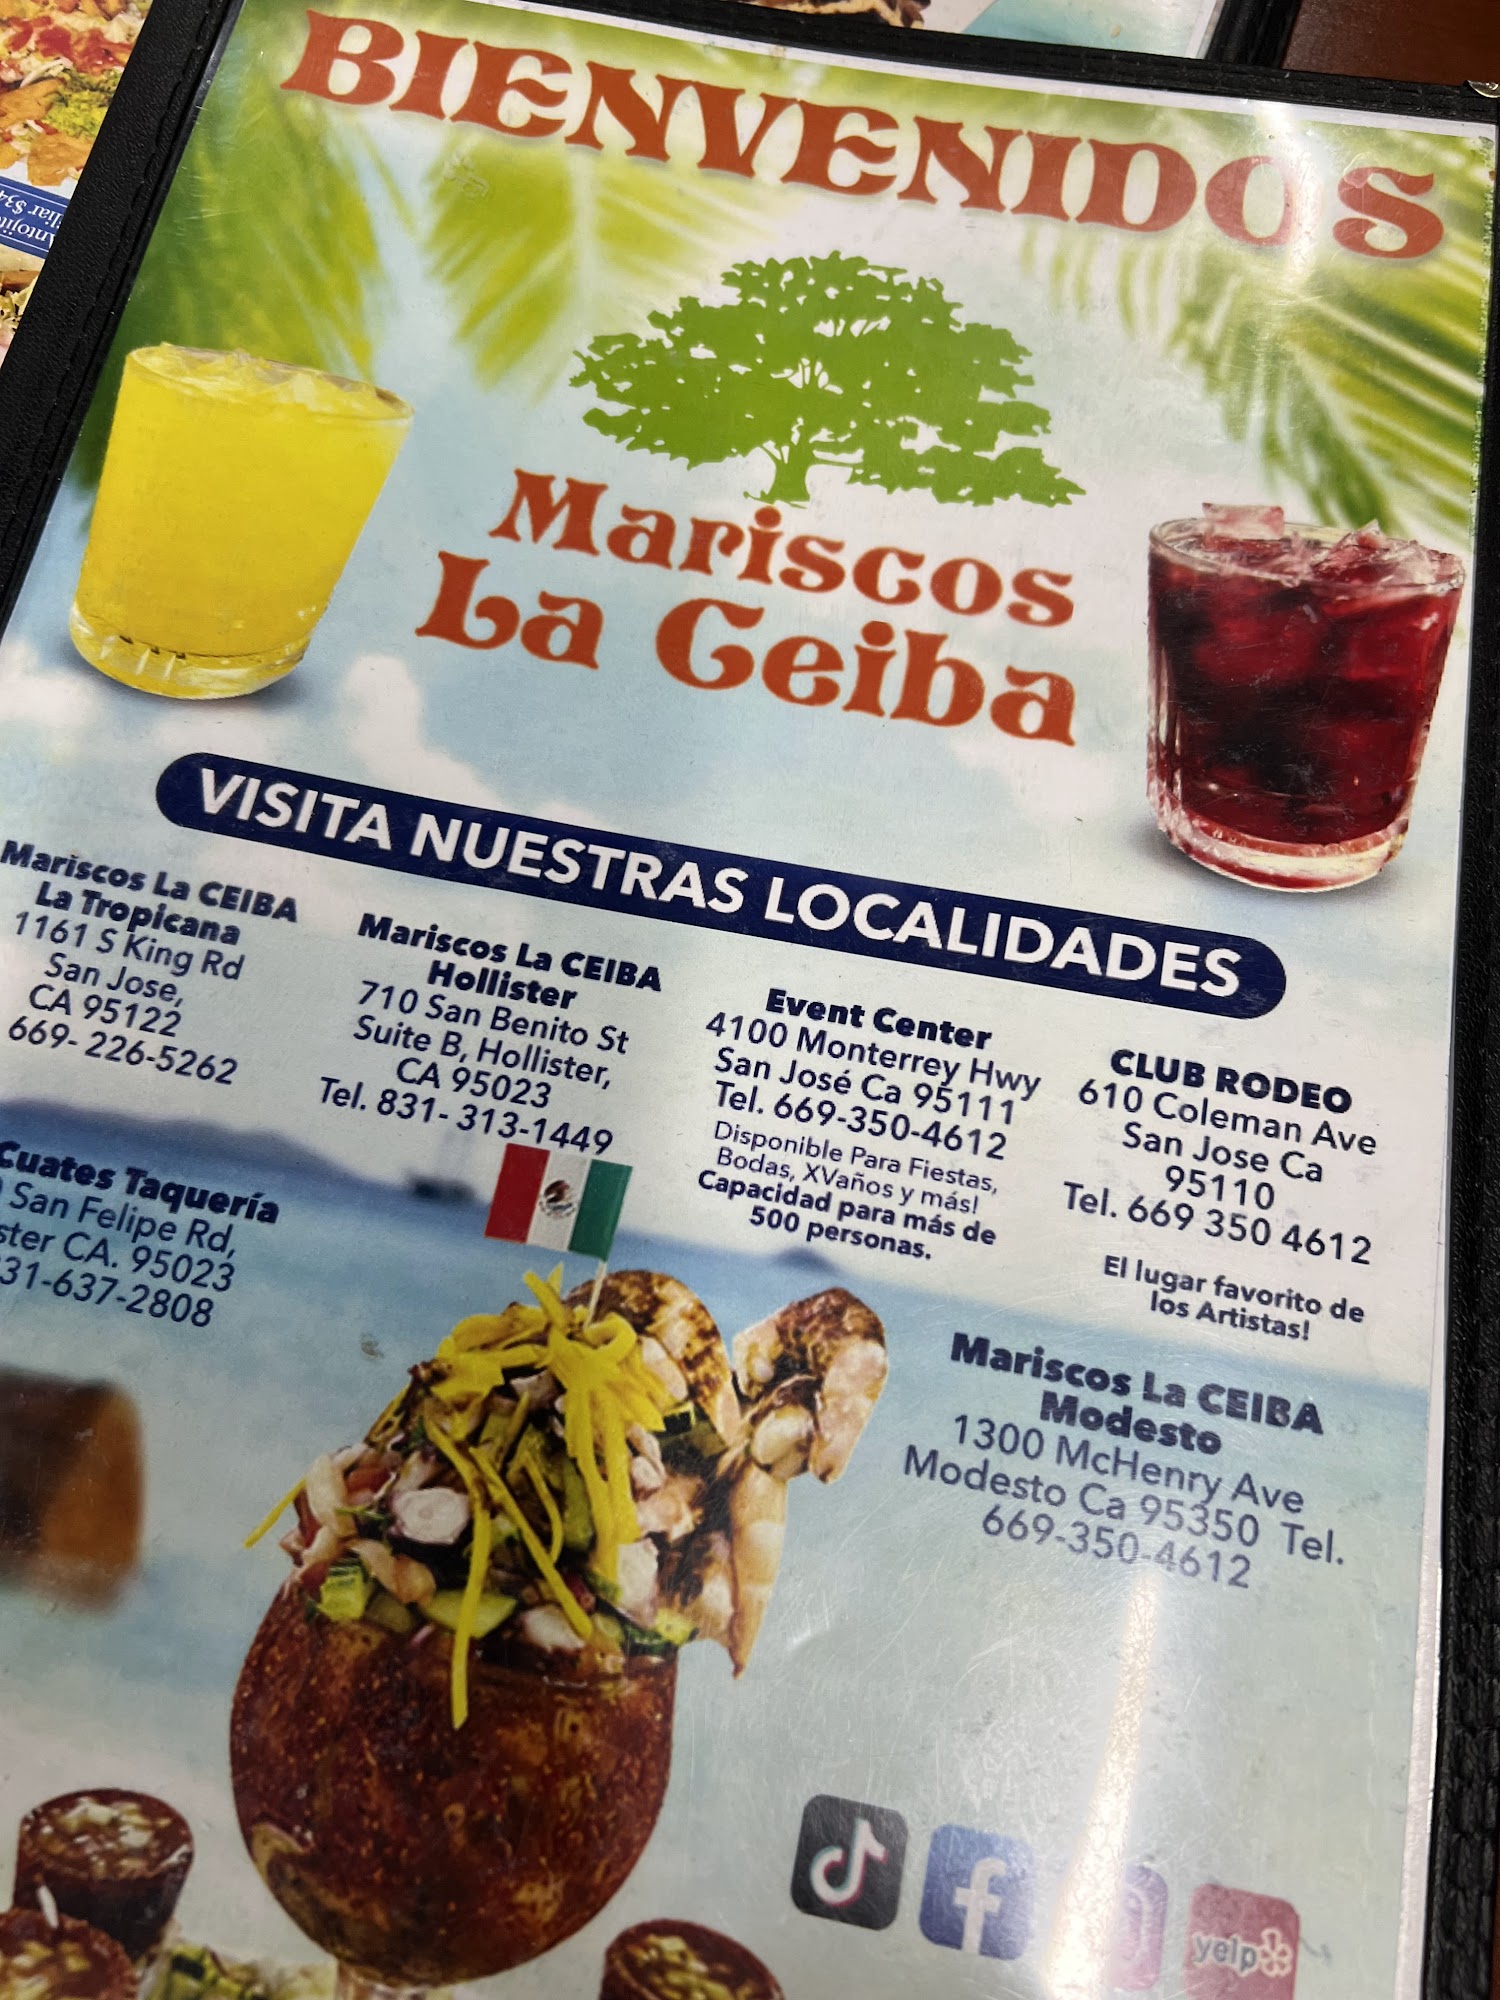 BIENVENIDOS
Mariscos
La Ceiba
VISITA NUESTRAS LOCALIDADES
Mariscos La CEIBA
La Tropicana
1161 S King Rd
San Jose,
CA 95122
669- 226-5262
Mariscos La CEIBA
Hollister
710 San Benito St
Suite B, Hollister,
CA 95023
Tel. 831- 313-1449
Event Center
4100 Monterrey Hwy
San José Ca 95111
Tel. 669-350-4612
Disponible Para Fiestas,
Bodas, XVaños y más!
Capacidad para más de
500 personas.
CLUB RODEO
610 Coleman Ave
San Jose Ca
95110
Tel. 669 350 4612
El lugar favorito de
los Artistas!
Cuates Taquería
San Felipe Rd,
CA. 95023
31-637-2808
Mariscos La CEIBA
Modesto
1300 McHenry Ave
Modesto Ca 95350 Tel.
669-350-4612
yelp